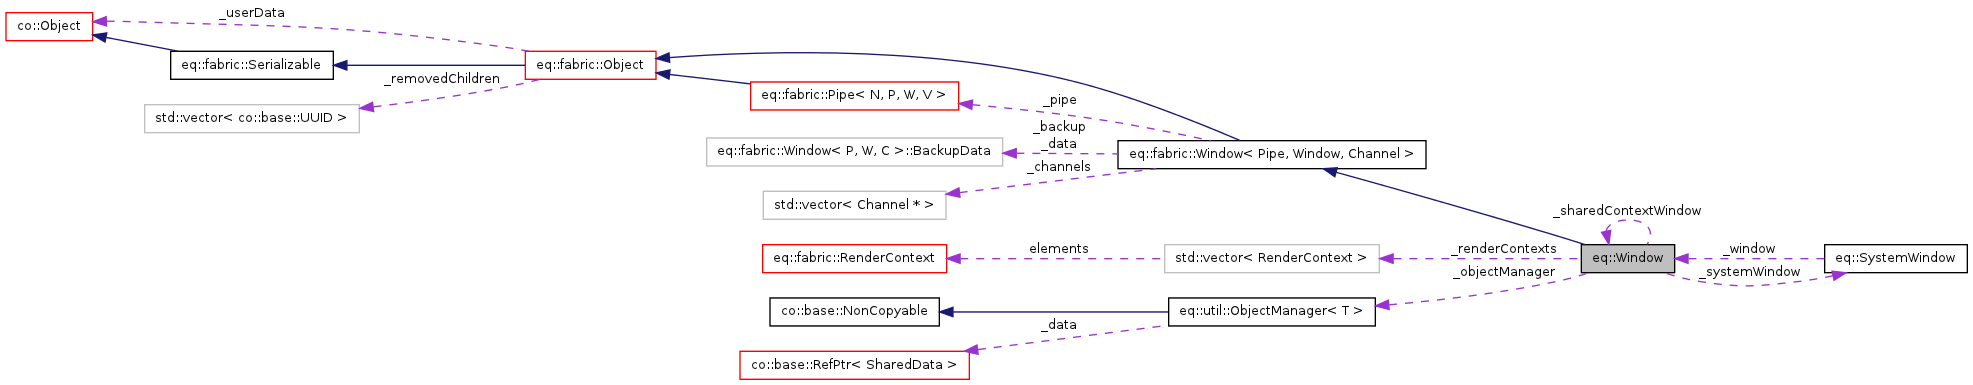 _userData
co::Object
eq::fabric::Serializable
eq::fabric::Object
_removedChildren
std::vector< co::base::UUID >
eq::fabric::Pipe< N, P, W, V >
_pipe
_backup
_data
eq::fabric::Window< P, W, C >::BackupData
eq::fabric::Window< Pipe, Window, Channel >
_channels
std::vector< Channel * >
_sharedContextWindow
eq::fabric::RenderContext
elements
std::vector< RenderContext >
_renderContexts
eq::Window
_window
eq::SystemWindow
_objectManager
_systemWindow
co::base::NonCopyable
eq::util::ObjectManager< T >
_data
co::base::RefPtr< SharedData >